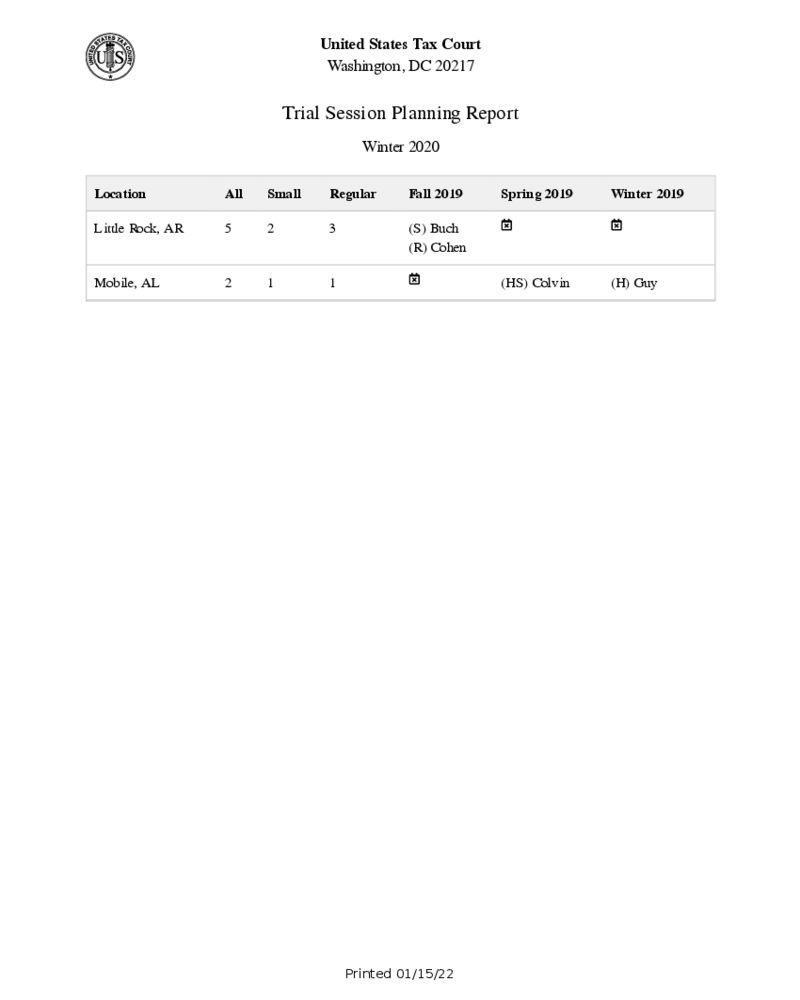 UNITED STATES TAX COURT
US
United States Tax Court
Washington, DC 20217
Trial Session Planning Report
Winter 2020
Location All Small Regular Fall 2019 Spring 2019 Winter 2019
Little Rock, AR 5 2 3 (S) Buch
(R) Cohen
Mobile, AL 2 1 1 (HS) Colvin (H) Guy
Printed 01/15/22